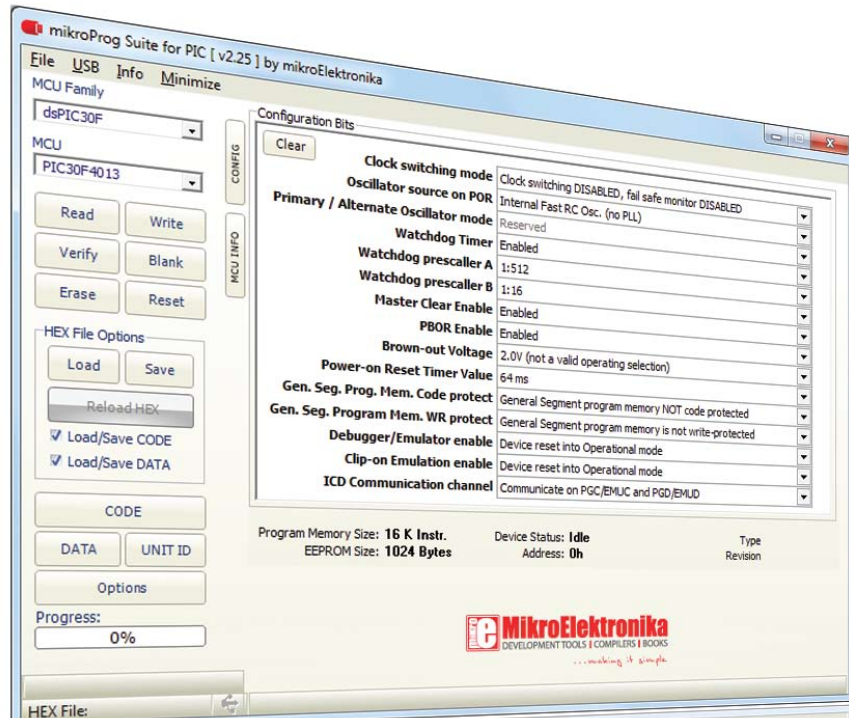 mikroProg Suite for PIC [ v2.25 ] by mikroElektronika
File USB Info Minimize
MCU Family
dsPIC30F
MCU
PIC30F4013
Read Write
Verify Blank
Erase Reset
HEX File Options
Load Save
Reload HEX
Load/Save CODE
Load/Save DATA
CODE
DATA UNIT ID
Options
Progress:
0%
HEX File:
CONFIG
MCU INFO
Configuration Bits
Clear
Clock switching mode Clock switching DISABLED, fail safe monitor DISABLED
Oscillator source on POR Internal Fast RC Osc. (no PLL)
Primary / Alternate Oscillator mode Reserved
Watchdog Timer Enabled
Watchdog prescaller A 1:512
Watchdog prescaller B 1:16
Master Clear Enable Enabled
PBOR Enable Enabled
Brown-out Voltage 2.0V (not a valid operating selection)
Power-on Reset Timer Value 64 ms
Gen. Seg. Prog. Mem. Code protect General Segment program memory NOT code protected
Gen. Seg. Program Mem. WR protect General Segment program memory is not write-protected
Debugger/Emulator enable Device reset into Operational mode
Clip-on Emulation enable Device reset into Operational mode
ICD Communication channel Communicate on PGC/EMUC and PGD/EMUD
Program Memory Size: 16 K Instr. Device Status: Idle Type
EEPROM Size: 1024 Bytes Address: 0h Revision
mikro e MikroElektronika
DEVELOPMENT TOOLS | COMPILERS | BOOKS
...making it simple